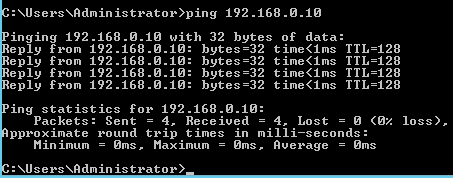 C:\Users\Administrator>ping 192.168.0.10
Pinging 192.168.0.10 with 32 bytes of data:
Reply from 192.168.0.10: bytes=32 time<1ms TTL=128
Reply from 192.168.0.10: bytes=32 time<1ms TTL=128
Reply from 192.168.0.10: bytes=32 time<1ms TTL=128
Reply from 192.168.0.10: bytes=32 time<1ms TTL=128
Ping statistics for 192.168.0.10:
    Packets: Sent = 4, Received = 4, Lost = 0 (0% loss),
Approximate round trip times in milli-seconds:
    Minimum = 0ms, Maximum = 0ms, Average = 0ms
C:\Users\Administrator>_